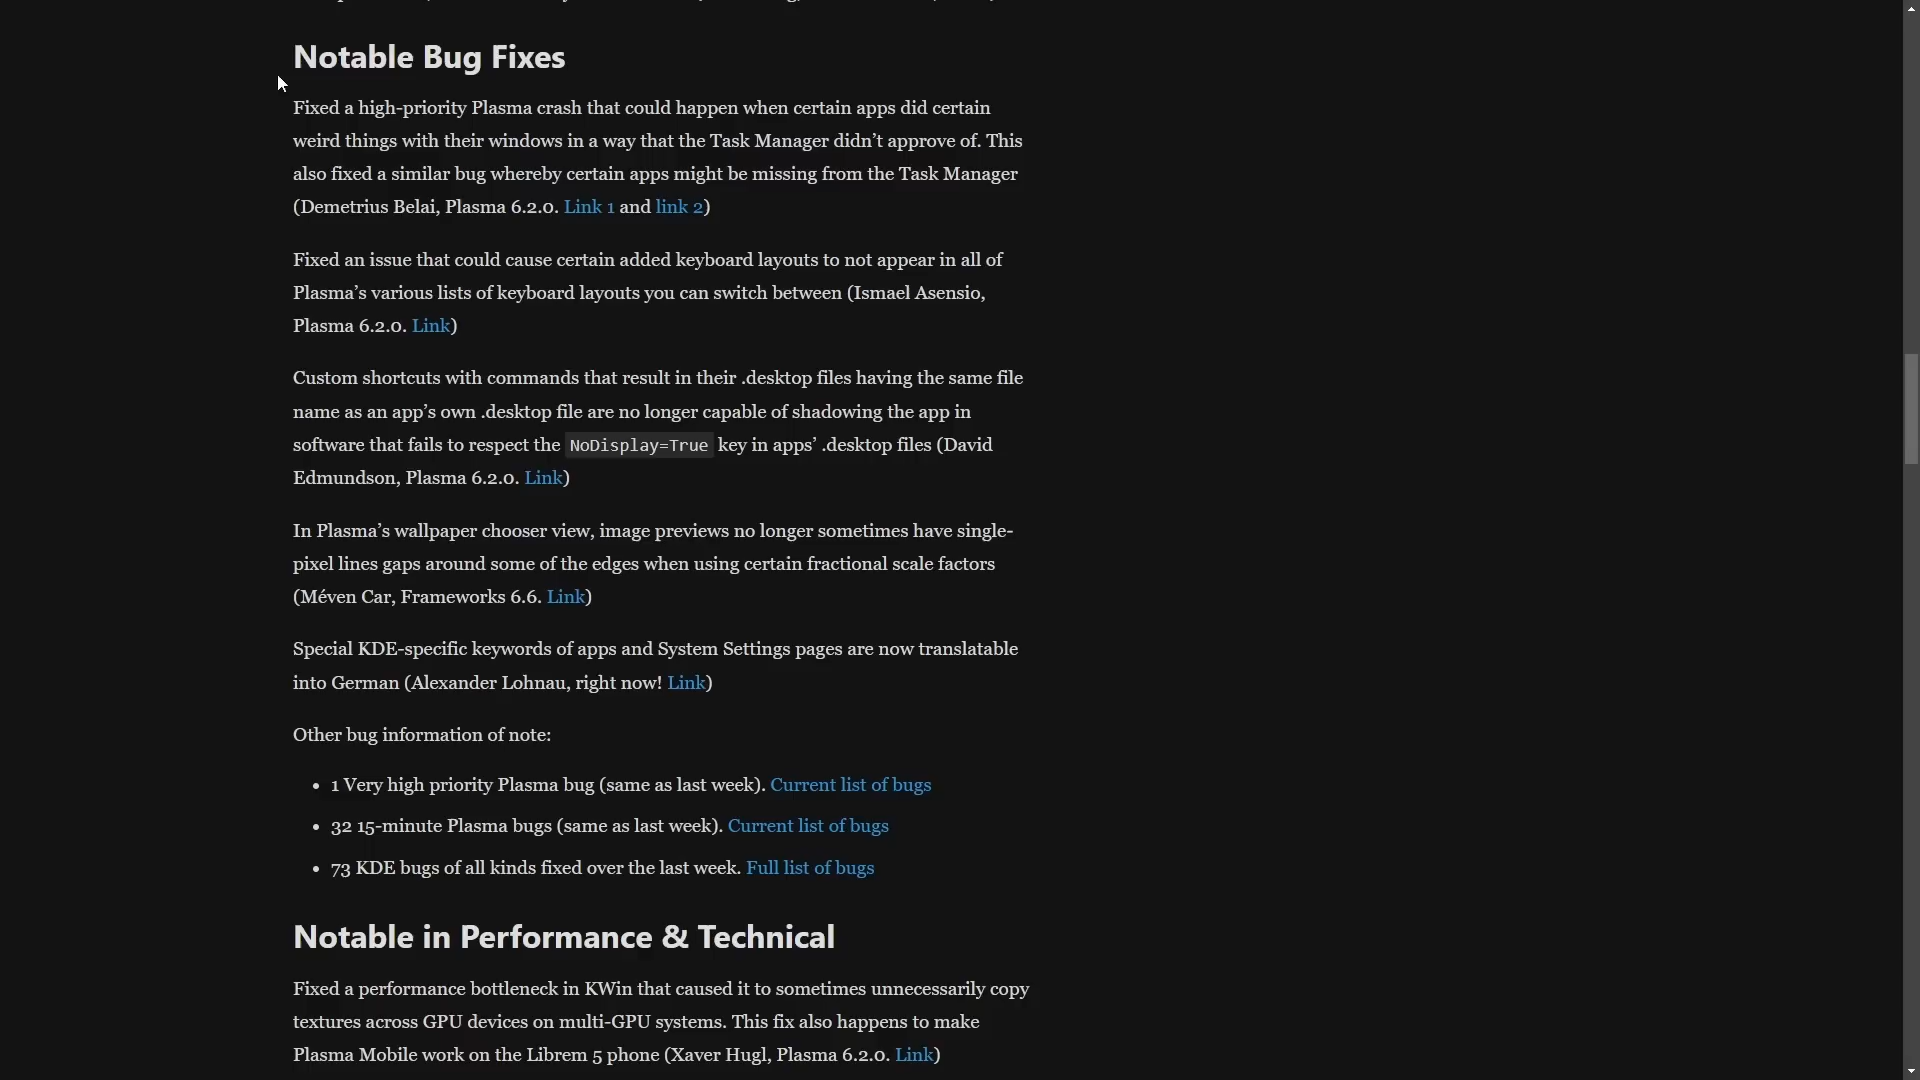 Notable Bug Fixes
Fixed a high-priority Plasma crash that could happen when certain apps did certain
weird things with their windows in a way that the Task Manager didn’t approve of. This
also fixed a similar bug whereby certain apps might be missing from the Task Manager
(Demetrius Belai, Plasma 6.2.0. Link 1 and link 2)
Fixed an issue that could cause certain added keyboard layouts to not appear in all of
Plasma’s various lists of keyboard layouts you can switch between (Ismael Asensio,
Plasma 6.2.0. Link)
Custom shortcuts with commands that result in their .desktop files having the same file
name as an app’s own .desktop file are no longer capable of shadowing the app in
software that fails to respect the NoDisplay=True key in apps’ .desktop files (David
Edmundson, Plasma 6.2.0. Link)
In Plasma’s wallpaper chooser view, image previews no longer sometimes have single-
pixel lines gaps around some of the edges when using certain fractional scale factors
(Méven Car, Frameworks 6.6. Link)
Special KDE-specific keywords of apps and System Settings pages are now translatable
into German (Alexander Lohnau, right now! Link)
Other bug information of note:
• 1 Very high priority Plasma bug (same as last week). Current list of bugs
• 32 15-minute Plasma bugs (same as last week). Current list of bugs
• 73 KDE bugs of all kinds fixed over the last week. Full list of bugs
Notable in Performance & Technical
Fixed a performance bottleneck in KWin that caused it to sometimes unnecessarily copy
textures across GPU devices on multi-GPU systems. This fix also happens to make
Plasma Mobile work on the Librem 5 phone (Xaver Hugl, Plasma 6.2.0. Link)